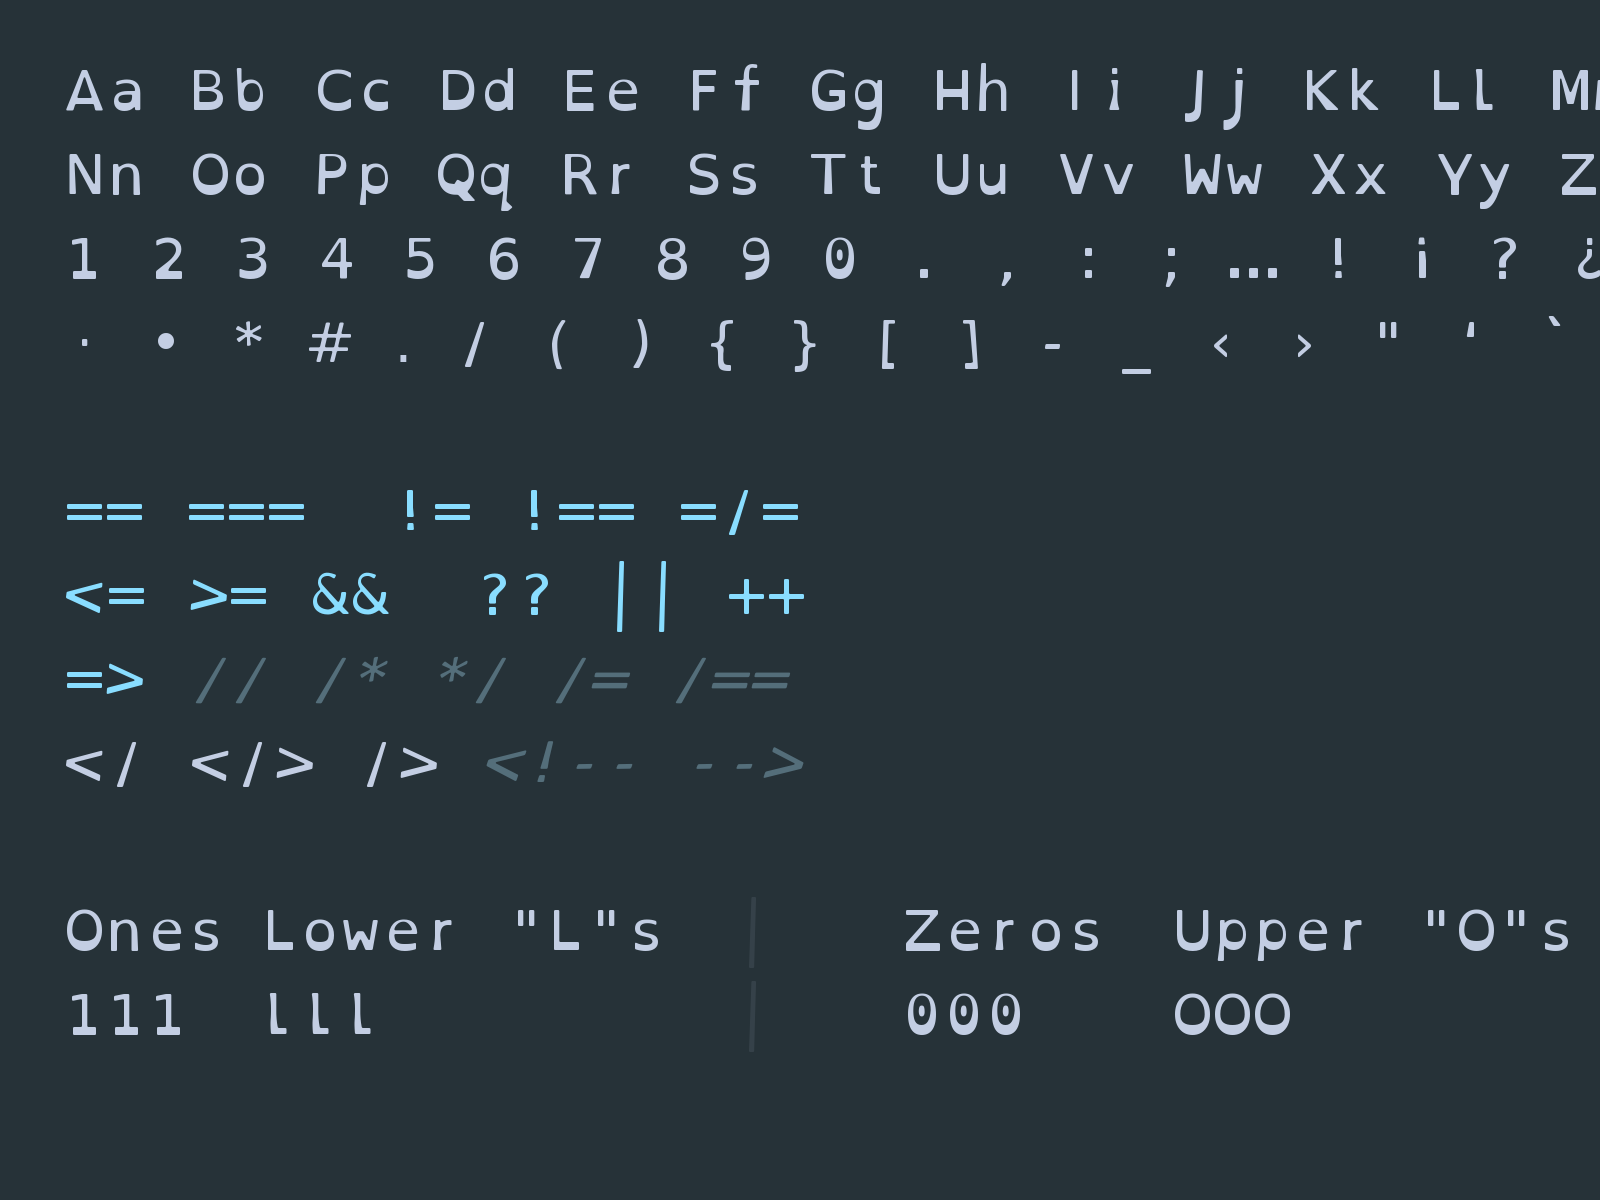 Aa Bb Cc Dd Ee Ff Gg Hh Ii Jj Kk Ll M
Nn Oo Pp Qq Rr Ss Tt Uu Vv Ww Xx Yy Z
1 2 3 4 5 6 7 8 9 0 . , : ; … ! ¡ ? ¿
· • * # . / ( ) { } [ ] - _ ‹ › " ‘ `
== === != !== =/=
<= >= && ?? || ++
=> // /* */ /= /==
</ </> /> <!-- -->
Ones Lower "L"s | Zeros Upper "O"s
111 lll | 000 OOO